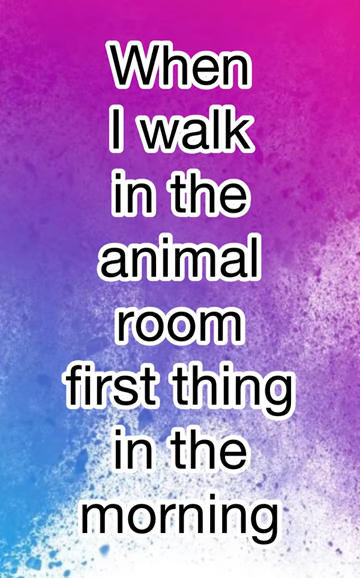 When
I walk
in the
animal
room
first thing
in the
morning